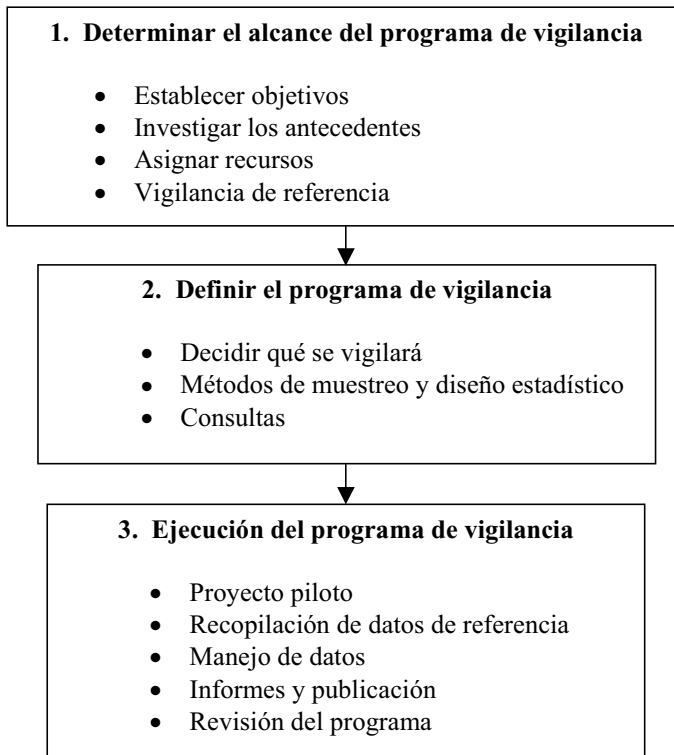 1. Determinar el alcance del programa de vigilancia
• Establecer objetivos
• Investigar los antecedentes
• Asignar recursos
• Vigilancia de referencia
2. Definir el programa de vigilancia
• Decidir qué se vigilará
• Métodos de muestreo y diseño estadístico
• Consultas
3. Ejecución del programa de vigilancia
• Proyecto piloto
• Recopilación de datos de referencia
• Manejo de datos
• Informes y publicación
• Revisión del programa